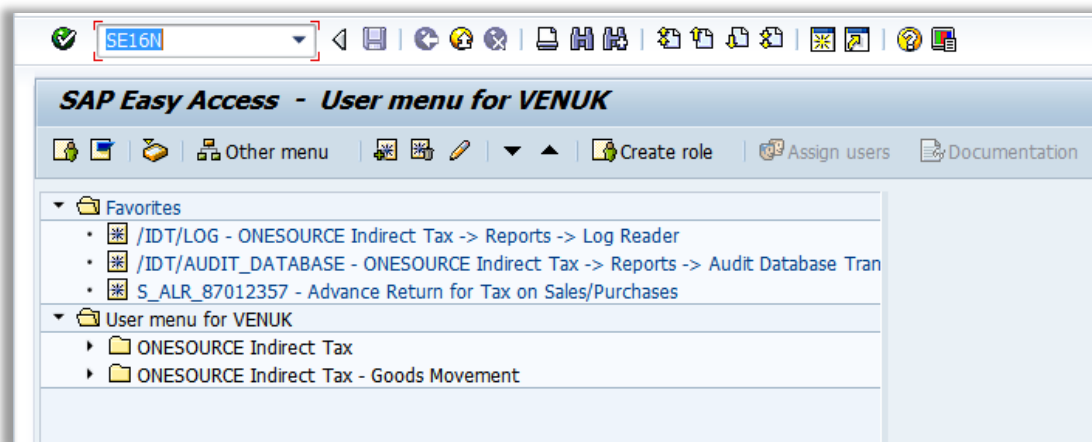 SE16N
SAP Easy Access - User menu for VENUK
Other menu Create role Assign users Documentation
Favorites
/IDT/LOG - ONESOURCE Indirect Tax -> Reports -> Log Reader
/IDT/AUDIT_DATABASE - ONESOURCE Indirect Tax -> Reports -> Audit Database Tran
S_ALR_87012357 - Advance Return for Tax on Sales/Purchases
User menu for VENUK
ONESOURCE Indirect Tax
ONESOURCE Indirect Tax - Goods Movement